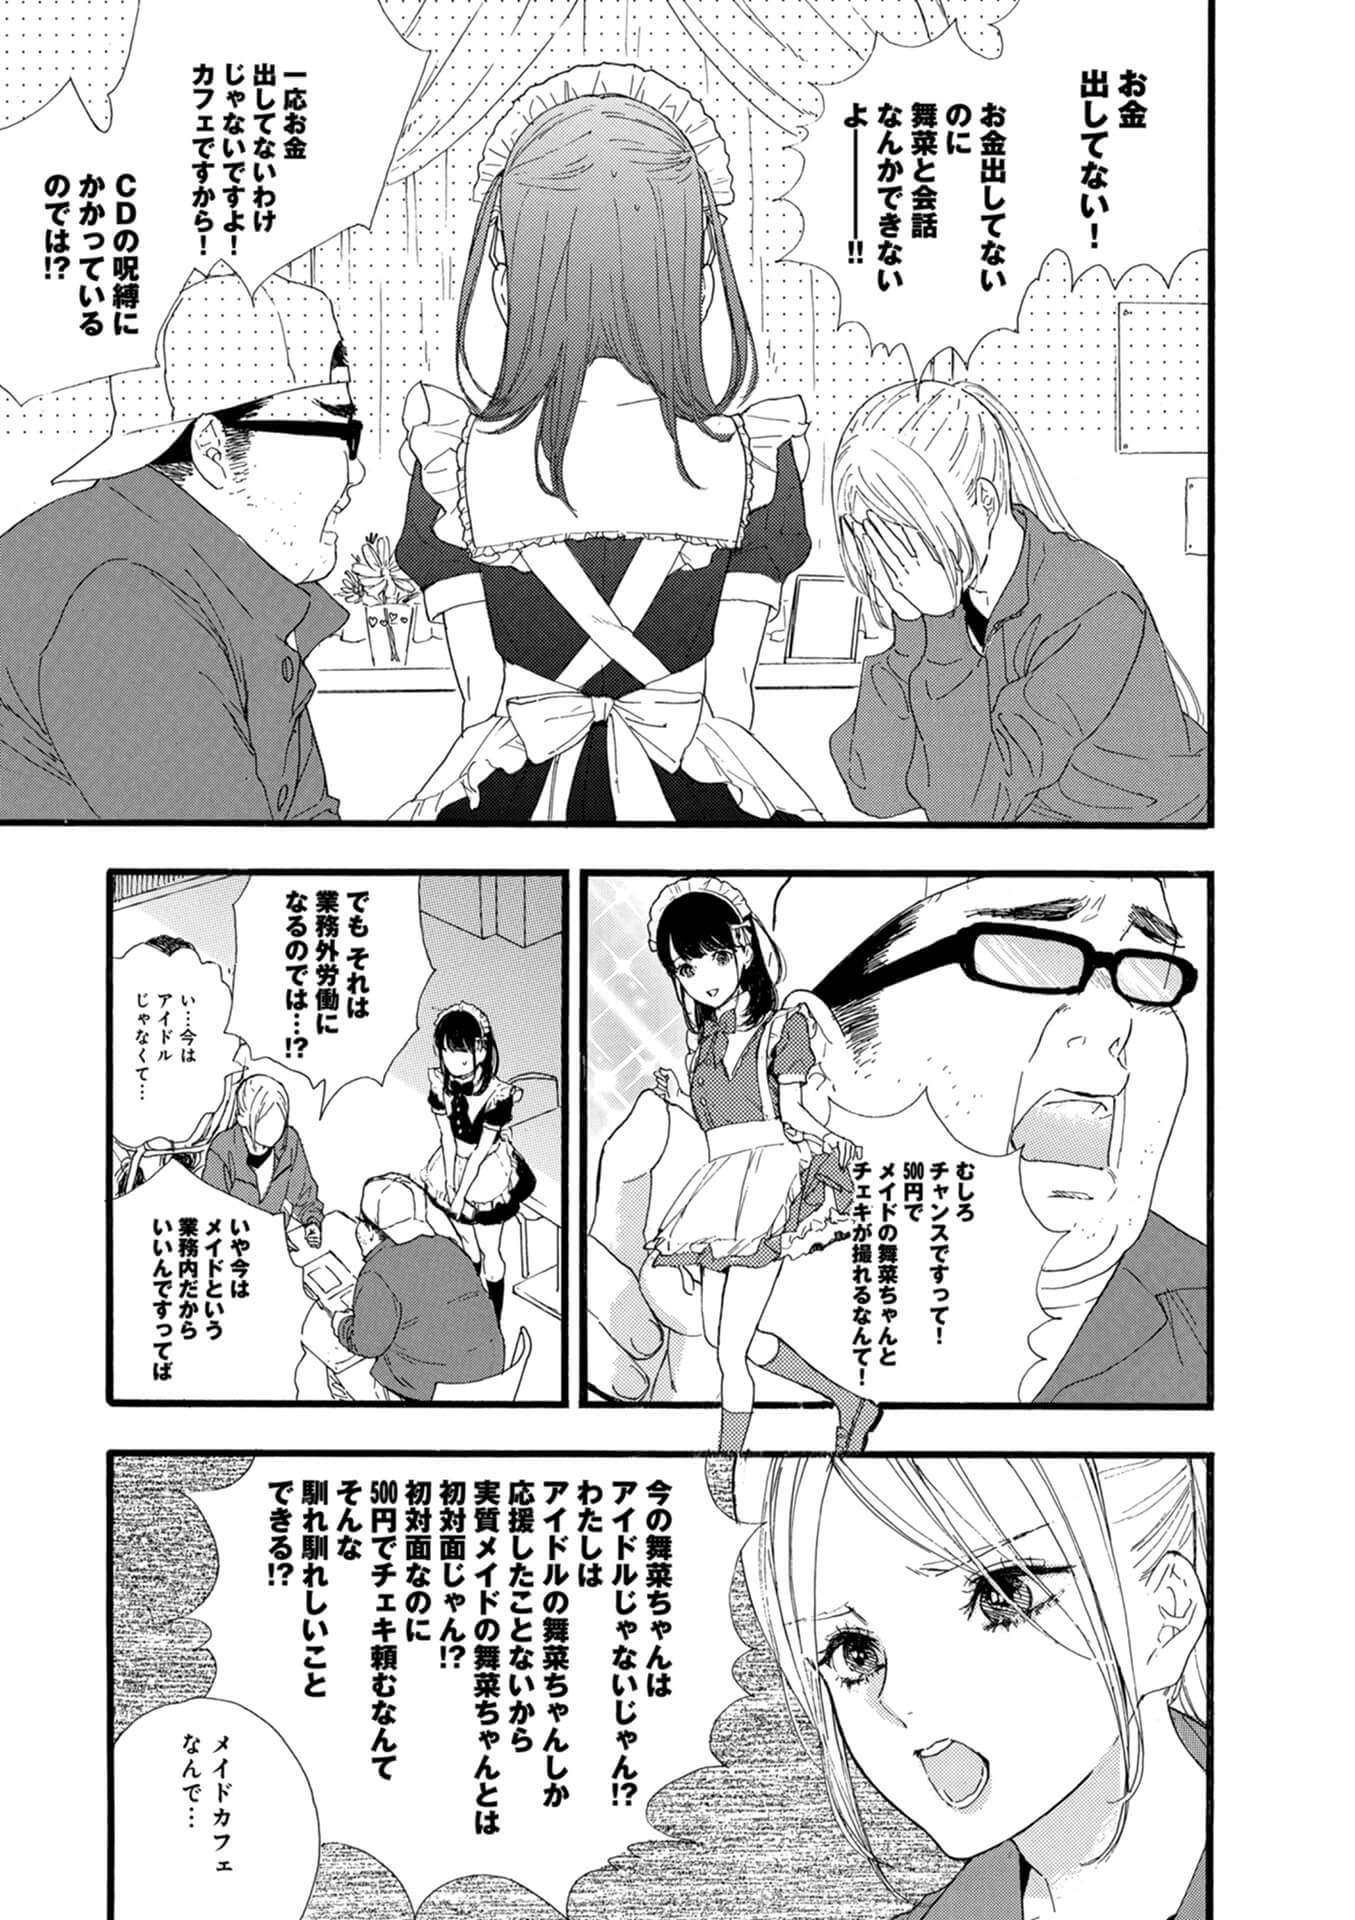 お金
出してない！
お金出してない
のに
舞菜と会話
なんかできない
よ――!!
一応お金
出してないわけ
じゃないですよ！
カフェですから！
CDの呪縛に
かかっている
のでは!?
むしろ
チャンスですって！
500円で
メイドの舞菜ちゃんと
チェキが撮れるなんて！
でも それは
業務外労働に
なるのでは…!?
い…今は
アイドル
じゃなくて…
いや今は
メイドという
業務内だから
いいんですってば
今の舞菜ちゃんは
アイドルじゃないじゃん!?
わたしは
アイドルの舞菜ちゃんしか
応援したことないから
実質メイドの舞菜ちゃんとは
初対面じゃん!?
初対面なのに
500円でチェキ頼むなんて
そんな
馴れ馴れしいこと
できる!?
メイドカフェ
なんで…